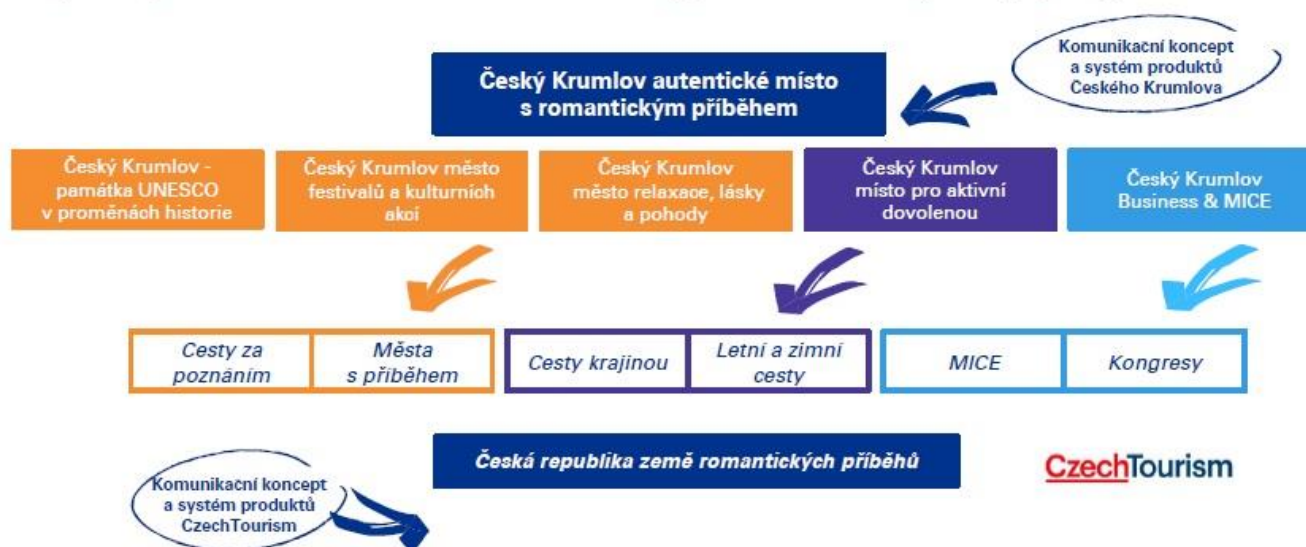 Komunikační koncept
a systém produktů
Českého Krumlova
Český Krumlov autentické místo
s romantickým příběhem
Český Krumlov -
památka UNESCO
v proměnách historie
Český Krumlov město
festivalů a kulturních
akcí
Český Krumlov
město relaxace, lásky
a pohody
Český Krumlov
místo pro aktivní
dovolenou
Český Krumlov
Business & MICE
Cesty za
poznáním
Města
s příběhem
Cesty krajinou
Letní a zimní
cesty
MICE
Kongresy
Česká republika země romantických příběhů
CzechTourism
Komunikační koncept
a systém produktů
CzechTourism